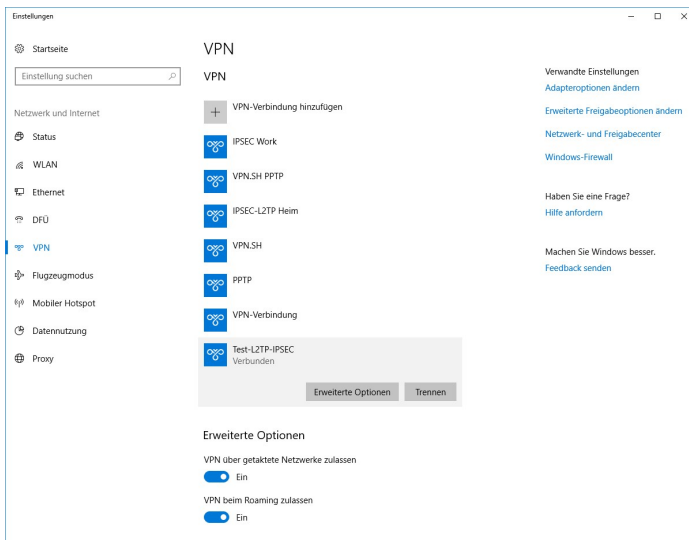 Einstellungen
Startseite
Einstellung suchen
Netzwerk und Internet
Status
WLAN
Ethernet
DFÜ
VPN
Flugzeugmodus
Mobiler Hotspot
Datennutzung
Proxy
VPN
VPN
VPN-Verbindung hinzufügen
IPSEC Work
VPN.SH PPTP
IPSEC-L2TP Heim
VPN.SH
PPTP
VPN-Verbindung
Test-L2TP-IPSEC
Verbunden
Erweiterte Optionen Trennen
Erweiterte Optionen
VPN über getaktete Netzwerke zulassen
Ein
VPN beim Roaming zulassen
Ein
Verwandte Einstellungen
Adapteroptionen ändern
Erweiterte Freigabeoptionen ändern
Netzwerk- und Freigabecenter
Windows-Firewall
Haben Sie eine Frage?
Hilfe anfordern
Machen Sie Windows besser.
Feedback senden